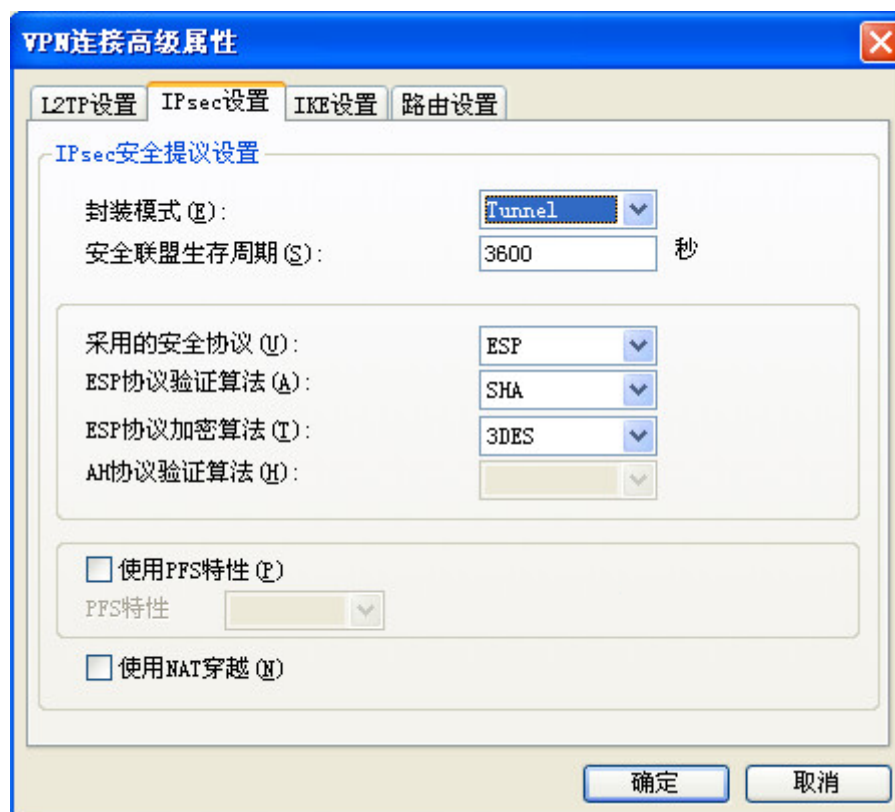 VPN连接高级属性
L2TP设置 IPsec设置 IKE设置 路由设置
IPsec安全提议设置
封装模式(E): Tunnel
安全联盟生存周期(S): 3600 秒
采用的安全协议(U): ESP
ESP协议验证算法(A): SHA
ESP协议加密算法(T): 3DES
AH协议验证算法(H):
使用PFS特性(P)
PFS特性
使用NAT穿越(N)
确定 取消